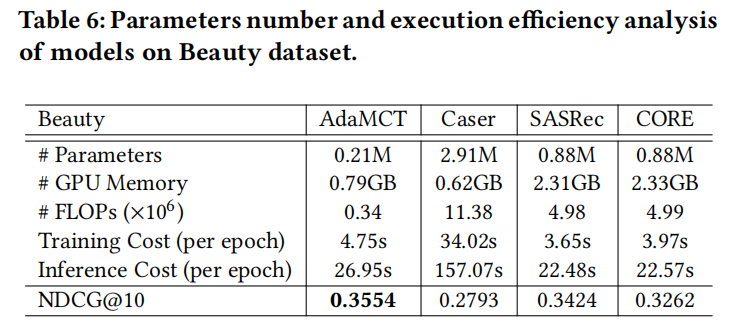 Table 6: Parameters number and execution efficiency analysis
of models on Beauty dataset.
Beauty AdaMCT Caser SASRec CORE
# Parameters 0.21M 2.91M 0.88M 0.88M
# GPU Memory 0.79GB 0.62GB 2.31GB 2.33GB
# FLOPs (×10⁶) 0.34 11.38 4.98 4.99
Training Cost (per epoch) 4.75s 34.02s 3.65s 3.97s
Inference Cost (per epoch) 26.95s 157.07s 22.48s 22.57s
NDCG@10 0.3554 0.2793 0.3424 0.3262